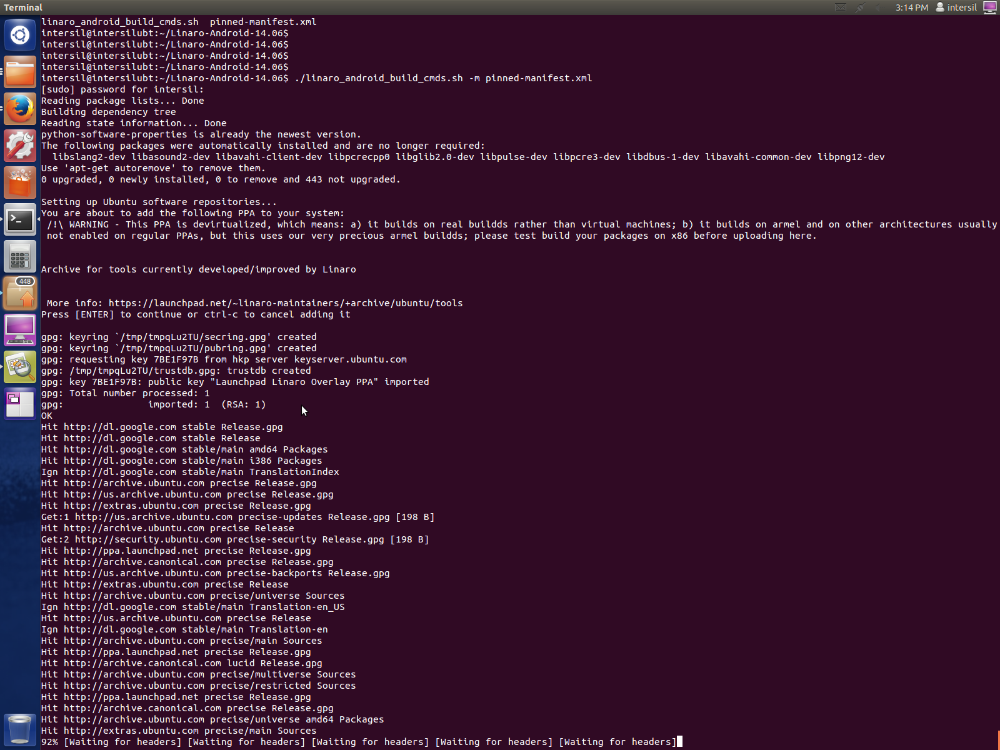 Terminal
3:14 PM intersil
linaro_android_build_cmds.sh  pinned-manifest.xml
intersil@intersilubt:~/Linaro-Android-14.06$
intersil@intersilubt:~/Linaro-Android-14.06$
intersil@intersilubt:~/Linaro-Android-14.06$
intersil@intersilubt:~/Linaro-Android-14.06$
intersil@intersilubt:~/Linaro-Android-14.06$ ./linaro_android_build_cmds.sh -m pinned-manifest.xml
[sudo] password for intersil:
Reading package lists... Done
Building dependency tree
Reading state information... Done
python-software-properties is already the newest version.
The following packages were automatically installed and are no longer required:
  libslang2-dev libasound2-dev libavahi-client-dev libpcrecpp0 libglib2.0-dev libpulse-dev libpcre3-dev libdbus-1-dev libavahi-common-dev libpng12-dev
Use 'apt-get autoremove' to remove them.
0 upgraded, 0 newly installed, 0 to remove and 443 not upgraded.
Setting up Ubuntu software repositories...
You are about to add the following PPA to your system:
 /!\ WARNING - This PPA is devirtualized, which means: a) it builds on real buildds rather than virtual machines; b) it builds on armel and on other architectures usually
 not enabled on regular PPAs, but this uses our very precious armel buildds; please test build your packages on x86 before uploading here.
Archive for tools currently developed/improved by Linaro
448
 More info: https://launchpad.net/~linaro-maintainers/+archive/ubuntu/tools
Press [ENTER] to continue or ctrl-c to cancel adding it
gpg: keyring `/tmp/tmpqLu2TU/secring.gpg' created
gpg: keyring `/tmp/tmpqLu2TU/pubring.gpg' created
gpg: requesting key 7BE1F97B from hkp server keyserver.ubuntu.com
gpg: /tmp/tmpqLu2TU/trustdb.gpg: trustdb created
gpg: key 7BE1F97B: public key "Launchpad Linaro Overlay PPA" imported
gpg: Total number processed: 1
gpg:               imported: 1  (RSA: 1)
OK
Hit http://dl.google.com stable Release.gpg
Hit http://dl.google.com stable Release
Hit http://dl.google.com stable/main amd64 Packages
Hit http://dl.google.com stable/main i386 Packages
Ign http://dl.google.com stable/main TranslationIndex
Hit http://archive.ubuntu.com precise Release.gpg
Hit http://us.archive.ubuntu.com precise Release.gpg
Hit http://extras.ubuntu.com precise Release.gpg
Get:1 http://us.archive.ubuntu.com precise-updates Release.gpg [198 B]
Hit http://archive.ubuntu.com precise Release
Get:2 http://security.ubuntu.com precise-security Release.gpg [198 B]
Hit http://ppa.launchpad.net precise Release.gpg
Hit http://archive.canonical.com precise Release.gpg
Hit http://us.archive.ubuntu.com precise-backports Release.gpg
Hit http://extras.ubuntu.com precise Release
Hit http://archive.ubuntu.com precise/universe Sources
Ign http://dl.google.com stable/main Translation-en_US
Hit http://us.archive.ubuntu.com precise Release
Ign http://dl.google.com stable/main Translation-en
Hit http://archive.ubuntu.com precise/main Sources
Hit http://ppa.launchpad.net precise Release.gpg
Hit http://archive.canonical.com lucid Release.gpg
Hit http://archive.ubuntu.com precise/multiverse Sources
Hit http://archive.ubuntu.com precise/restricted Sources
Hit http://ppa.launchpad.net precise Release.gpg
Hit http://archive.canonical.com precise Release.gpg
Hit http://archive.ubuntu.com precise/universe amd64 Packages
Hit http://extras.ubuntu.com precise/main Sources
92% [Waiting for headers] [Waiting for headers] [Waiting for headers] [Waiting for headers] [Waiting for headers]